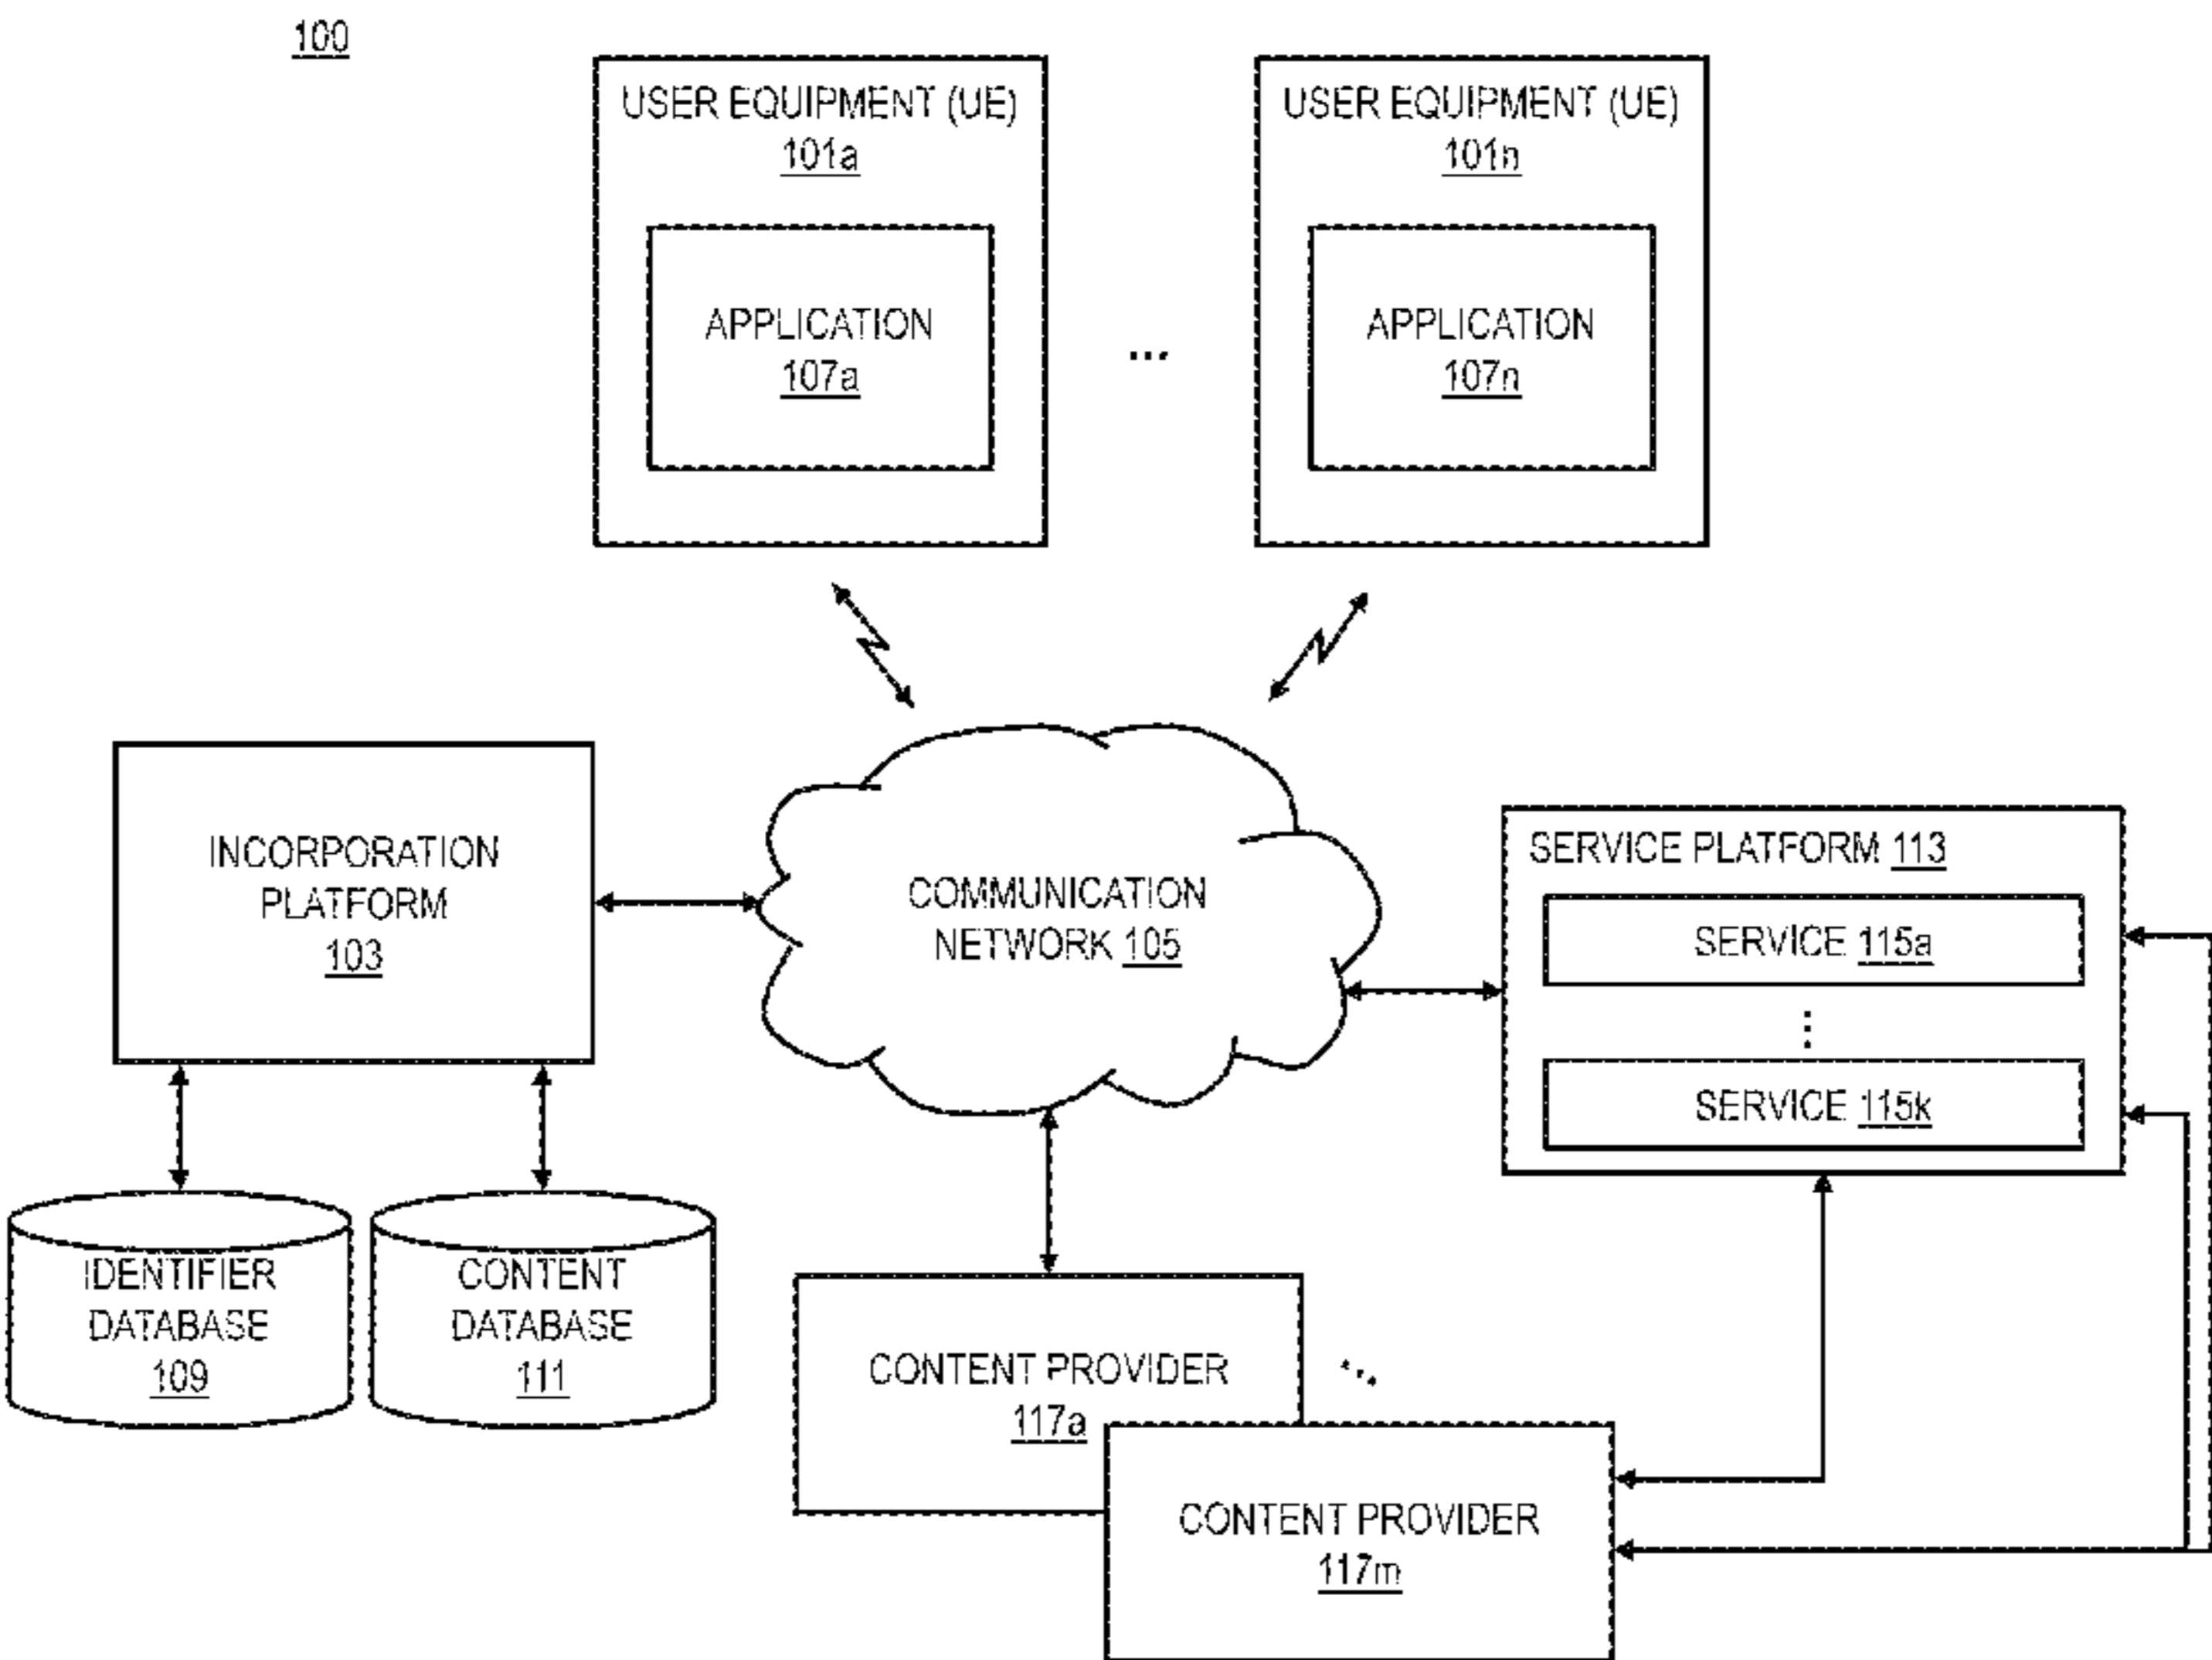 100
USER EQUIPMENT (UE)
101a
APPLICATION
107a
...
USER EQUIPMENT (UE)
101n
APPLICATION
107n
INCORPORATION
PLATFORM
103
COMMUNICATION
NETWORK 105
SERVICE PLATFORM 113
SERVICE 115a
...
SERVICE 115k
IDENTIFIER
DATABASE
109
CONTENT
DATABASE
111
CONTENT PROVIDER
117a
...
CONTENT PROVIDER
117m